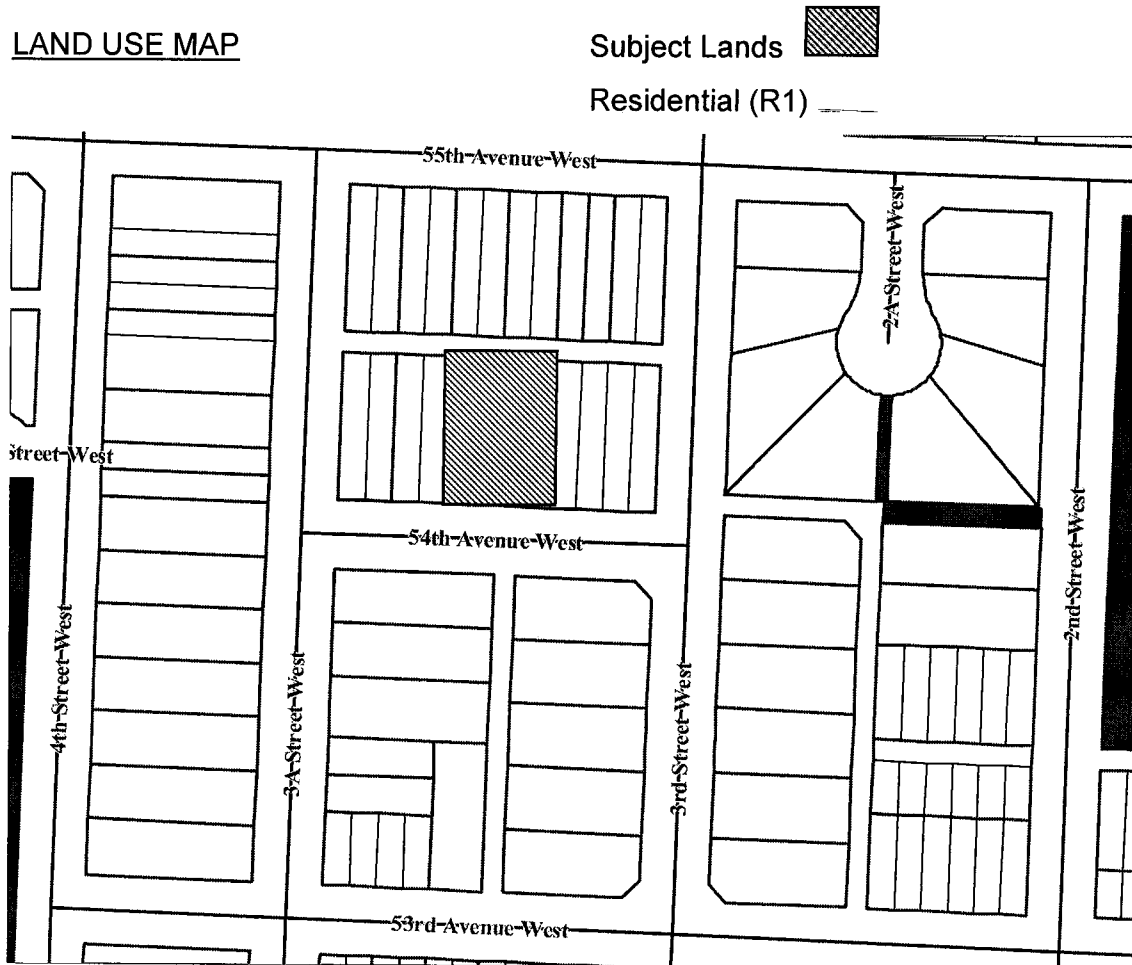 LAND USE MAP
Subject Lands
Residential (R1)
55th Avenue West
2A Street West
Street West
54th Avenue West
4th Street West
3A Street West
3rd Street West
2nd Street West
53rd Avenue West